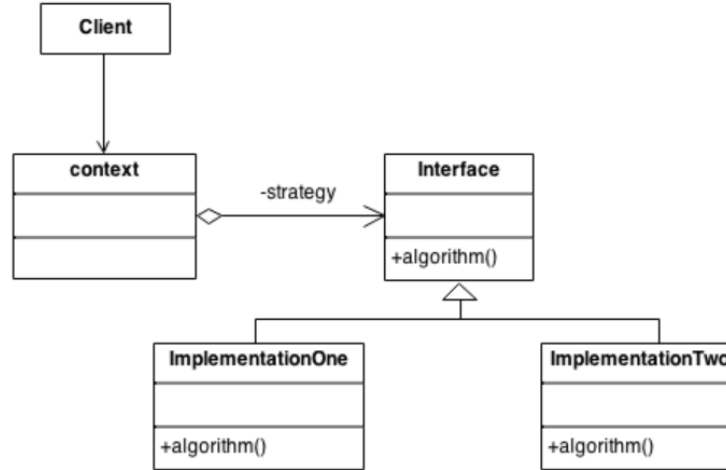 Client
context
-strategy
Interface
+algorithm()
ImplementationOne
+algorithm()
ImplementationTwo
+algorithm()